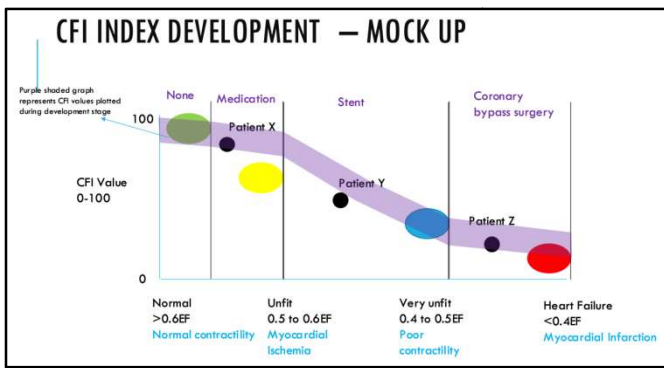 CFI INDEX DEVELOPMENT – MOCK UP
Purple shaded graph
represents CFI values plotted
during development stage
None
Medication
Stent
Coronary
bypass surgery
100
Patient X
CFI Value
0-100
Patient Y
Patient Z
0
Normal
>0.6EF
Normal contractility
Unfit
0.5 to 0.6EF
Myocardial
Ischemia
Very unfit
0.4 to 0.5EF
Poor
contractility
Heart Failure
<0.4EF
Myocardial Infarction